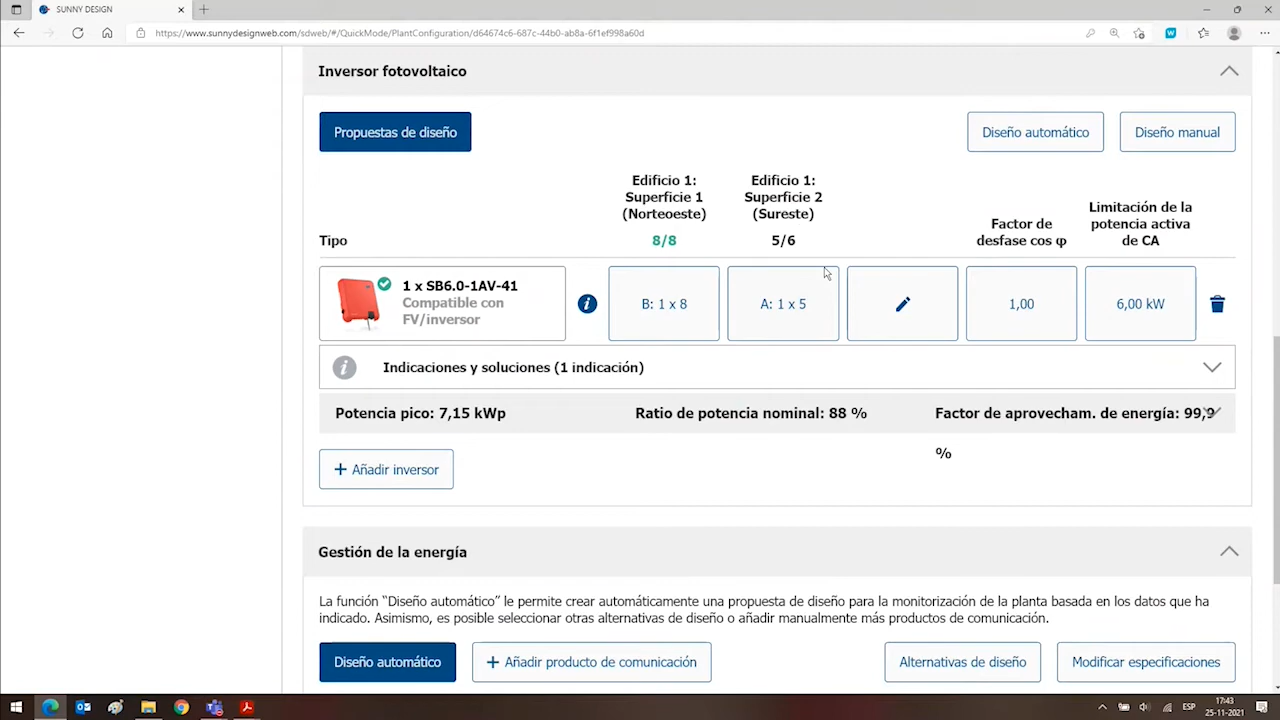 SUNNY DESIGN
https://www.sunnydesignweb.com/sdweb/#/QuickMode/PlantConfiguration/d64674c6-687c-44b0-ab8a-6f1ef998a60d
Inversor fotovoltaico
Propuestas de diseño
Diseño automático
Diseño manual
Tipo
Edificio 1:
Superficie 1
(Norteoeste)
8/8
Edificio 1:
Superficie 2
(Sureste)
5/6
Factor de
desfase cos φ
Limitación de la
potencia activa
de CA
1 x SB6.0-1AV-41
Compatible con
FV/inversor
B: 1 x 8
A: 1 x 5
1,00
6,00 kW
Indicaciones y soluciones (1 indicación)
Potencia pico: 7,15 kWp
Ratio de potencia nominal: 88 %
Factor de aprovecham. de energía: 99,9
%
+ Añadir inversor
Gestión de la energía
La función “Diseño automático” le permite crear automáticamente una propuesta de diseño para la monitorización de la planta basada en los datos que ha
indicado. Asimismo, es posible seleccionar otras alternativas de diseño o añadir manualmente más productos de comunicación.
Diseño automático
+ Añadir producto de comunicación
Alternativas de diseño
Modificar especificaciones
ESP
17:43
25-11-2021